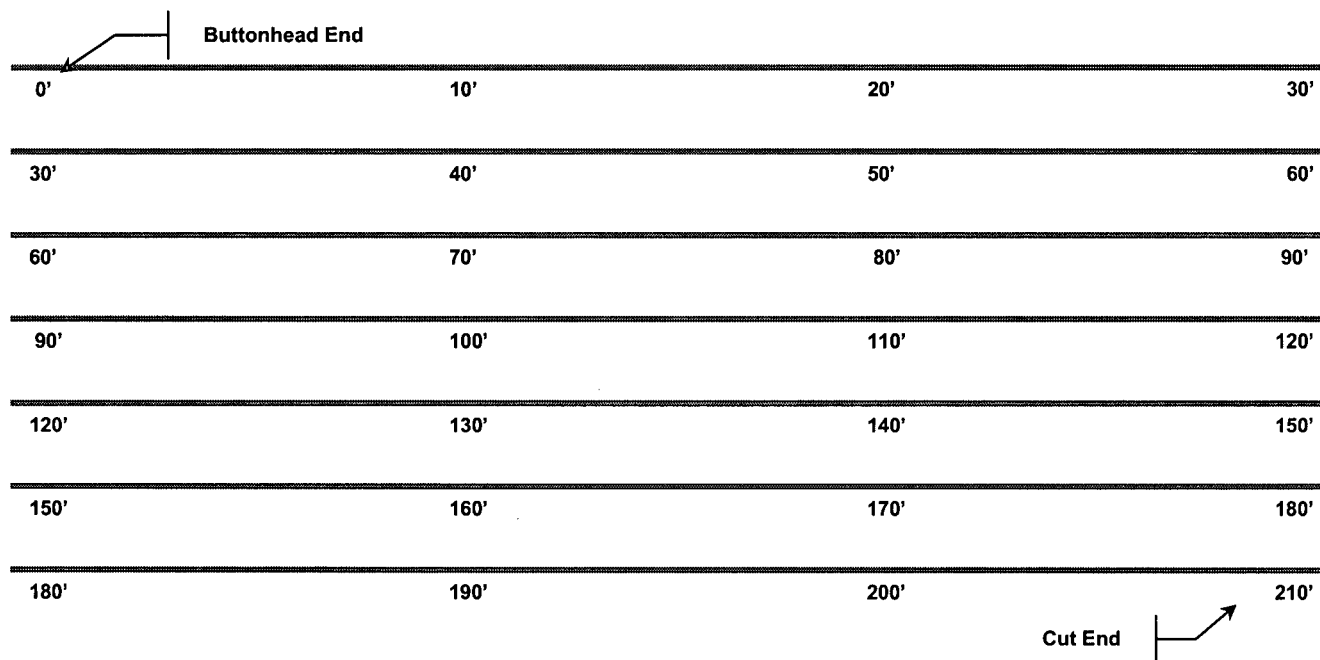 Buttonhead End
0' 10' 20' 30'
30' 40' 50' 60'
60' 70' 80' 90'
90' 100' 110' 120'
120' 130' 140' 150'
150' 160' 170' 180'
180' 190' 200' 210'
Cut End